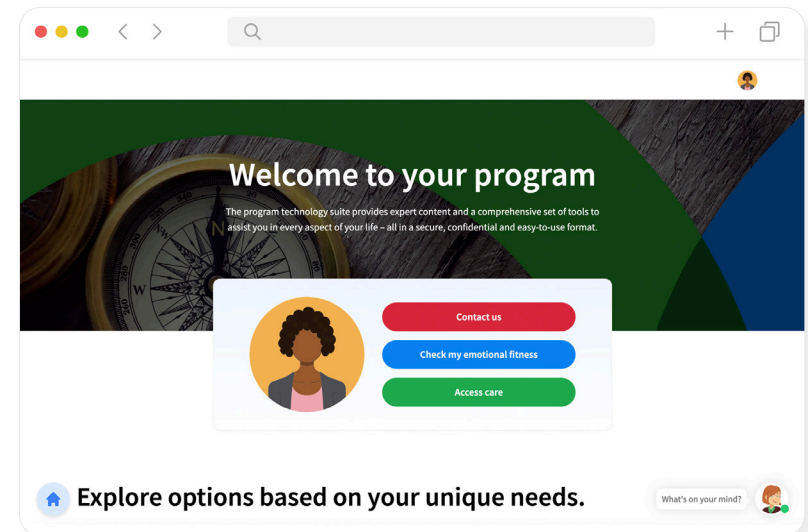 Welcome to your program
The program technology suite provides expert content and a comprehensive set of tools to
assist you in every aspect of your life – all in a secure, confidential and easy-to-use format.
N
W
Contact us
Check my emotional fitness
Access care
Explore options based on your unique needs.
What's on your mind?